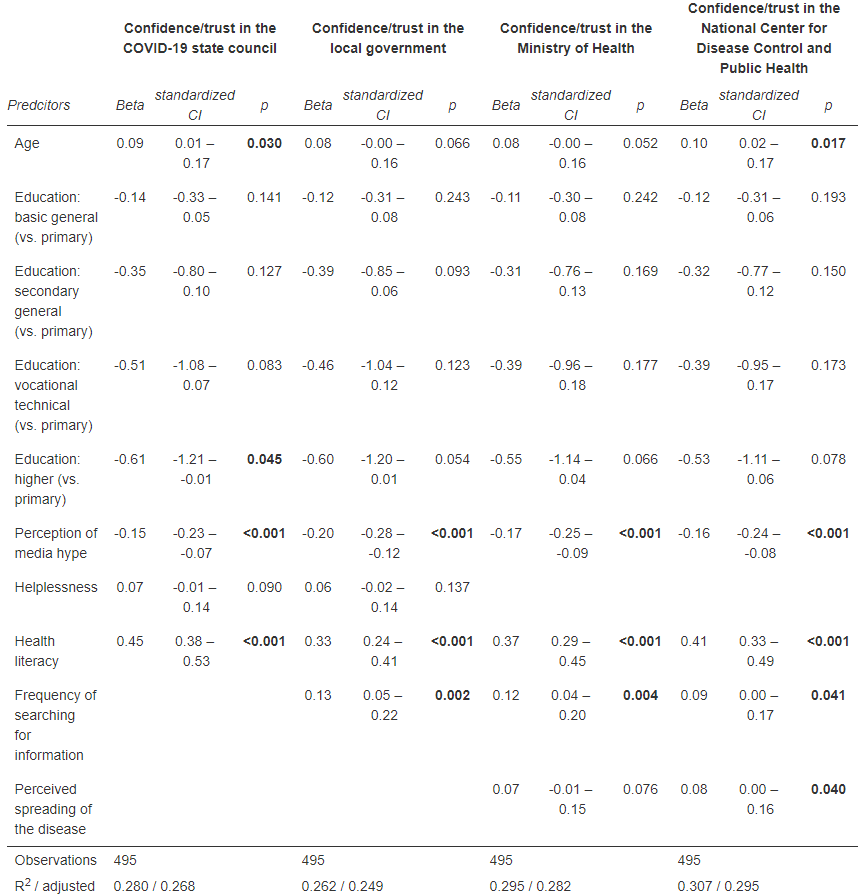 Confidence/trust in the COVID-19 state council | Confidence/trust in the local government | Confidence/trust in the Ministry of Health | Confidence/trust in the National Center for Disease Control and Public Health
Predcitors | Beta | standardized CI | p | Beta | standardized CI | p | Beta | standardized CI | p | Beta | standardized CI | p
Age | 0.09 | 0.01 – 0.17 | 0.030 | 0.08 | -0.00 – 0.16 | 0.066 | 0.08 | -0.00 – 0.16 | 0.052 | 0.10 | 0.02 – 0.17 | 0.017
Education: basic general (vs. primary) | -0.14 | -0.33 – 0.05 | 0.141 | -0.12 | -0.31 – 0.08 | 0.243 | -0.11 | -0.30 – 0.08 | 0.242 | -0.12 | -0.31 – 0.06 | 0.193
Education: secondary general (vs. primary) | -0.35 | -0.80 – 0.10 | 0.127 | -0.39 | -0.85 – 0.06 | 0.093 | -0.31 | -0.76 – 0.13 | 0.169 | -0.32 | -0.77 – 0.12 | 0.150
Education: vocational technical (vs. primary) | -0.51 | -1.08 – 0.07 | 0.083 | -0.46 | -1.04 – 0.12 | 0.123 | -0.39 | -0.96 – 0.18 | 0.177 | -0.39 | -0.95 – 0.17 | 0.173
Education: higher (vs. primary) | -0.61 | -1.21 – -0.01 | 0.045 | -0.60 | -1.20 – 0.01 | 0.054 | -0.55 | -1.14 – 0.04 | 0.066 | -0.53 | -1.11 – 0.06 | 0.078
Perception of media hype | -0.15 | -0.23 – -0.07 | <0.001 | -0.20 | -0.28 – -0.12 | <0.001 | -0.17 | -0.25 – -0.09 | <0.001 | -0.16 | -0.24 – -0.08 | <0.001
Helplessness | 0.07 | -0.01 – 0.14 | 0.090 | 0.06 | -0.02 – 0.14 | 0.137
Health literacy | 0.45 | 0.38 – 0.53 | <0.001 | 0.33 | 0.24 – 0.41 | <0.001 | 0.37 | 0.29 – 0.45 | <0.001 | 0.41 | 0.33 – 0.49 | <0.001
Frequency of searching for information | 0.13 | 0.05 – 0.22 | 0.002 | 0.12 | 0.04 – 0.20 | 0.004 | 0.09 | 0.00 – 0.17 | 0.041
Perceived spreading of the disease | 0.07 | -0.01 – 0.15 | 0.076 | 0.08 | 0.00 – 0.16 | 0.040
Observations | 495 | 495 | 495 | 495
R2 / adjusted | 0.280 / 0.268 | 0.262 / 0.249 | 0.295 / 0.282 | 0.307 / 0.295